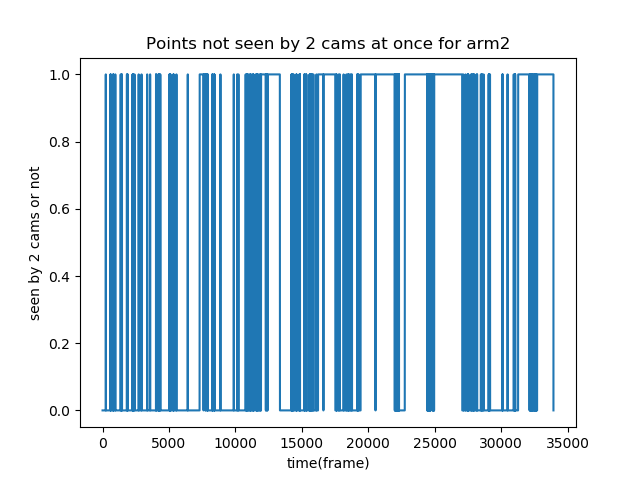 Points not seen by 2 cams at once for arm2
1.0
0.8
0.6
0.4
0.2
0.0
seen by 2 cams or not
0 5000 10000 15000 20000 25000 30000 35000
time(frame)